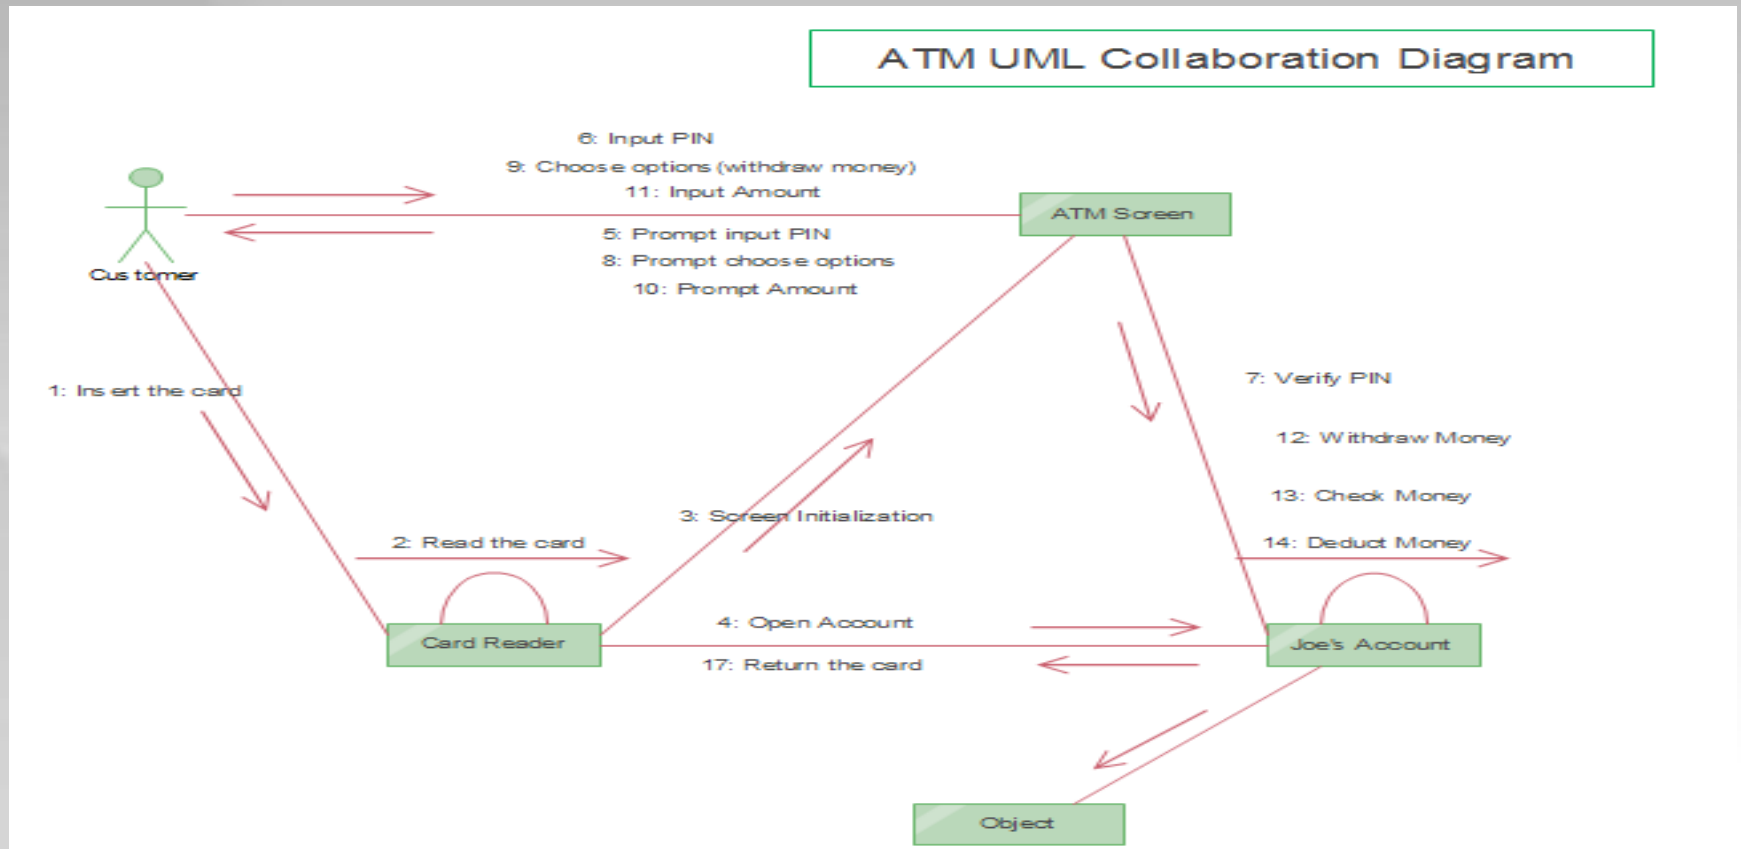 ATM UML Collaboration Diagram
6: Input PIN
9: Choose options (withdraw money)
11: Input Amount
ATM Screen
5: Prompt input PIN
8: Prompt choose options
10: Prompt Amount
Customer
1: Insert the card
7: Verify PIN
12: Withdraw Money
13: Check Money
3: Screen Initialization
2: Read the card
14: Deduct Money
4: Open Account
Card Reader
Joe's Account
17: Return the card
Object